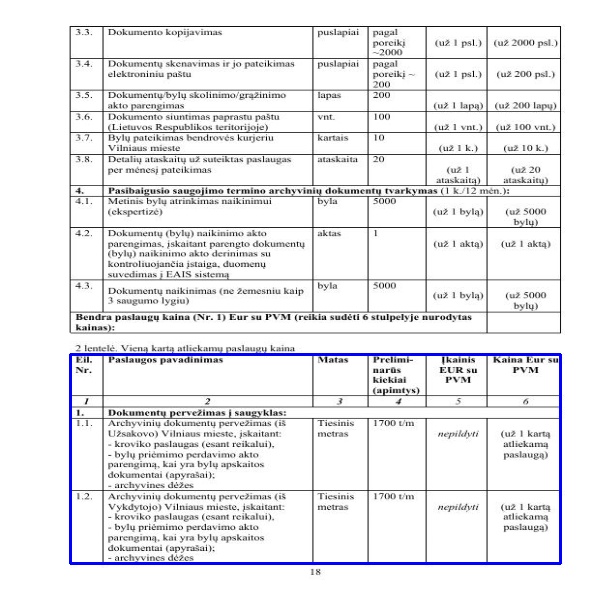 3.3. Dokumento kopijavimas puslapiai pagal
poreikį (už 1 psl.) (už 2000 psl.)
~2000
3.4. Dokumentų skenavimas ir jo pateikimas puslapiai pagal
elektroniniu paštu poreikį ~ (už 1 psl.) (už 200 psl.)
200
3.5. Dokumentų/bylų skolinimo/grąžinimo lapas 200
akto parengimas (už 1 lapą) (už 200 lapų)
3.6. Dokumento siuntimas paprastu paštu vnt. 100
(Lietuvos Respublikos teritorijoje) (už 1 vnt.) (už 100 vnt.)
3.7. Bylų pateikimas bendrovės kurjeriu kartais 10
Vilniaus mieste (už 1 k.) (už 10 k.)
3.8. Detalių ataskaitų už suteiktas paslaugas ataskaita 20
per mėnesį pateikimas (už 1 (už 20
ataskaitą) ataskaitų)
4. Pasibaigusio saugojimo termino archyvinių dokumentų tvarkymas (1 k./12 mėn.):
4.1. Metinis bylų atrinkimas naikinimui byla 5000
(ekspertizė) (už 1 bylą) (už 5000
bylų)
4.2. Dokumentų (bylų) naikinimo akto aktas 1
parengimas, įskaitant parengto dokumentų (už 1 aktą) (už 1 aktą)
(bylų) naikinimo akto derinimas su
kontroliuojančia įstaiga, duomenų
suvedimas į EAIS sistemą
4.3. byla 5000
Dokumentų naikinimas (ne žemesniu kaip (už 1 bylą) (už 5000
3 saugumo lygiu) bylų)
Bendra paslaugų kaina (Nr. 1) Eur su PVM (reikia sudėti 6 stulpelyje nurodytas
kainas):
2 lentelė. Vieną kartą atliekamų paslaugų kaina
Eil. Paslaugos pavadinimas Matas Prelimi- Įkainis Kaina Eur su
Nr. narūs EUR su PVM
kiekiai PVM
(apimtys)
1 2 3 4 5 6
1. Dokumentų pervežimas į saugyklas:
1.1. Archyvinių dokumentų pervežimas (iš Tiesinis 1700 t/m
Užsakovo) Vilniaus mieste, įskaitant: metras nepildyti (už 1 kartą
- kroviko paslaugas (esant reikalui), atliekamą
- bylų priėmimo perdavimo akto paslaugą)
parengimą, kai yra bylų apskaitos
dokumentai (apyrašai);
- archyvines dėžes
1.2. Archyvinių dokumentų pervežimas (iš Tiesinis 1700 t/m
Vykdytojo) Vilniaus mieste, įskaitant: metras nepildyti (už 1 kartą
- kroviko paslaugas (esant reikalui), atliekamą
- bylų priėmimo perdavimo akto paslaugą)
parengimą, kai yra bylų apskaitos
dokumentai (apyrašai);
- archyvines dėžes
18